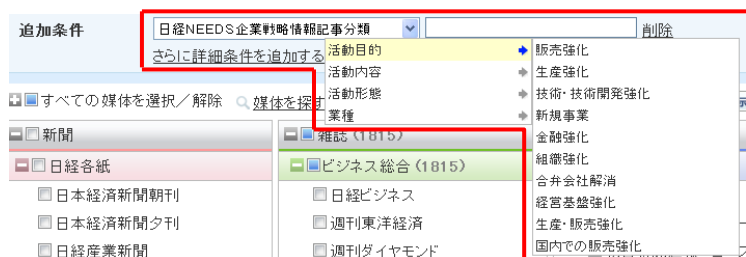 追加条件 日経NEEDS企業戦略情報記事分類 削除
さらに詳細条件を追加する
活動目的
活動内容
活動形態
業種
販売強化
生産強化
技術・技術開発強化
新規事業
金融強化
組織強化
合弁会社解消
経営基盤強化
生産・販売強化
国内での販売強化
すべての媒体を選択／解除 媒体を探す
新聞
日経各紙
日本経済新聞朝刊
日本経済新聞夕刊
日経産業新聞
雑誌（1815）
ビジネス総合（1815）
日経ビジネス
週刊東洋経済
週刊ダイヤモンド